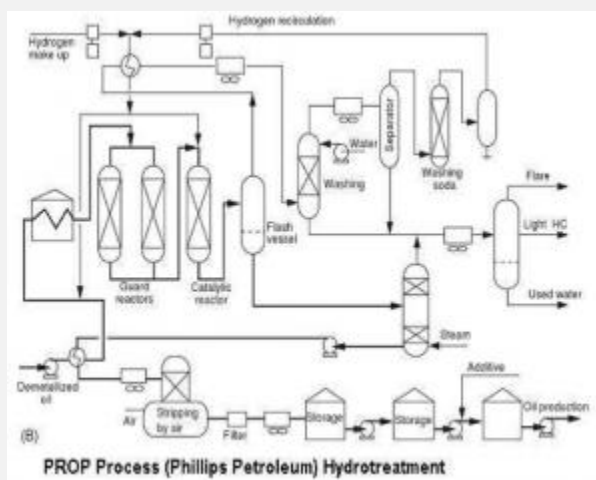 Hydrogen recirculation
Hydrogen
make up
Water
Washing
Separator
Washing
soda
Flare
Light HC
Used water
Guard
reactors
Catalytic
reactor
Flash
vessel
Steam
Demetalized
oil
Air
Stripping
by air
Filter
Storage
Storage
Additive
Oil production
(B)
PROP Process (Phillips Petroleum) Hydrotreatment